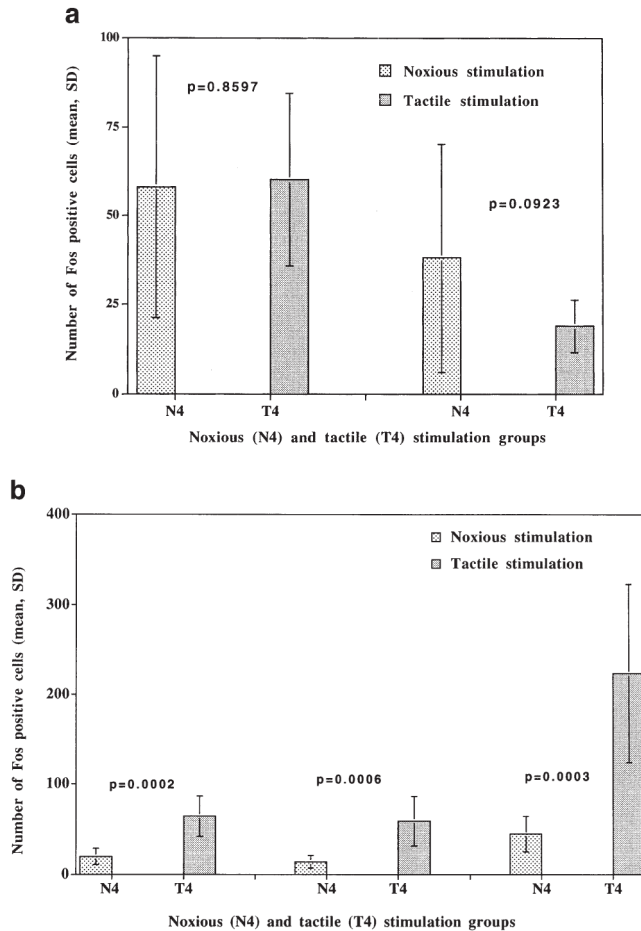 a
100
75
50
25
0
Number of Fos positive cells (mean, SD)
Noxious stimulation
Tactile stimulation
p=0.8597
p=0.0923
N4 T4 N4 T4
Noxious (N4) and tactile (T4) stimulation groups
b
400
300
200
100
0
Number of Fos positive cells (mean, SD)
Noxious stimulation
Tactile stimulation
p=0.0002
p=0.0006
p=0.0003
N4 T4 N4 T4 N4 T4
Noxious (N4) and tactile (T4) stimulation groups